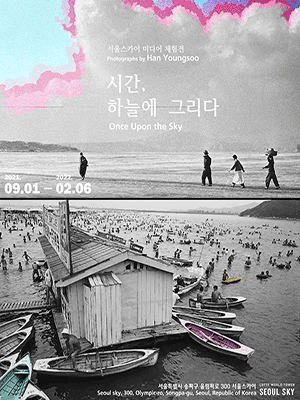 서울스카이 미디어 체험전
Photographs by Han Youngsoo
시간,
하늘에 그리다
Once Upon the Sky
2021. 2022.
09.01 – 02.06
서울특별시 송파구 올림픽로 300 서울스카이
Seoul sky, 300, Olympic-ro, Songpa-gu, Seoul, Republic of Korea
LOTTE WORLD TOWER
SEOUL SKY